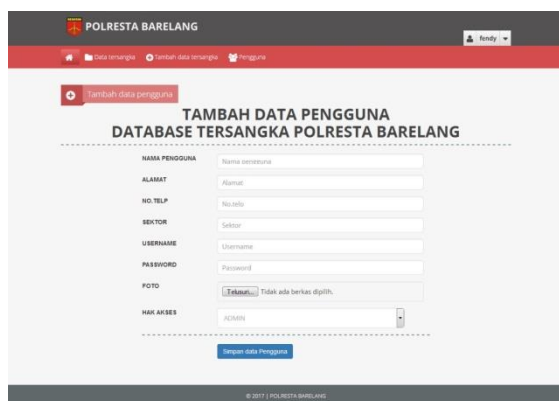 POLRESTA BARELANG
fendy
Data tersangka Tambah data tersangka Pengguna
Tambah data pengguna
TAMBAH DATA PENGGUNA
DATABASE TERSANGKA POLRESTA BARELANG
NAMA PENGGUNA Nama pengguna
ALAMAT Alamat
NO.TELP No.telp
SEKTOR Sektor
USERNAME Username
PASSWORD Password
FOTO Telusuri... Tidak ada berkas dipilih.
HAK AKSES ADMIN
Simpan data Pengguna
© 2017 | POLRESTA BARELANG